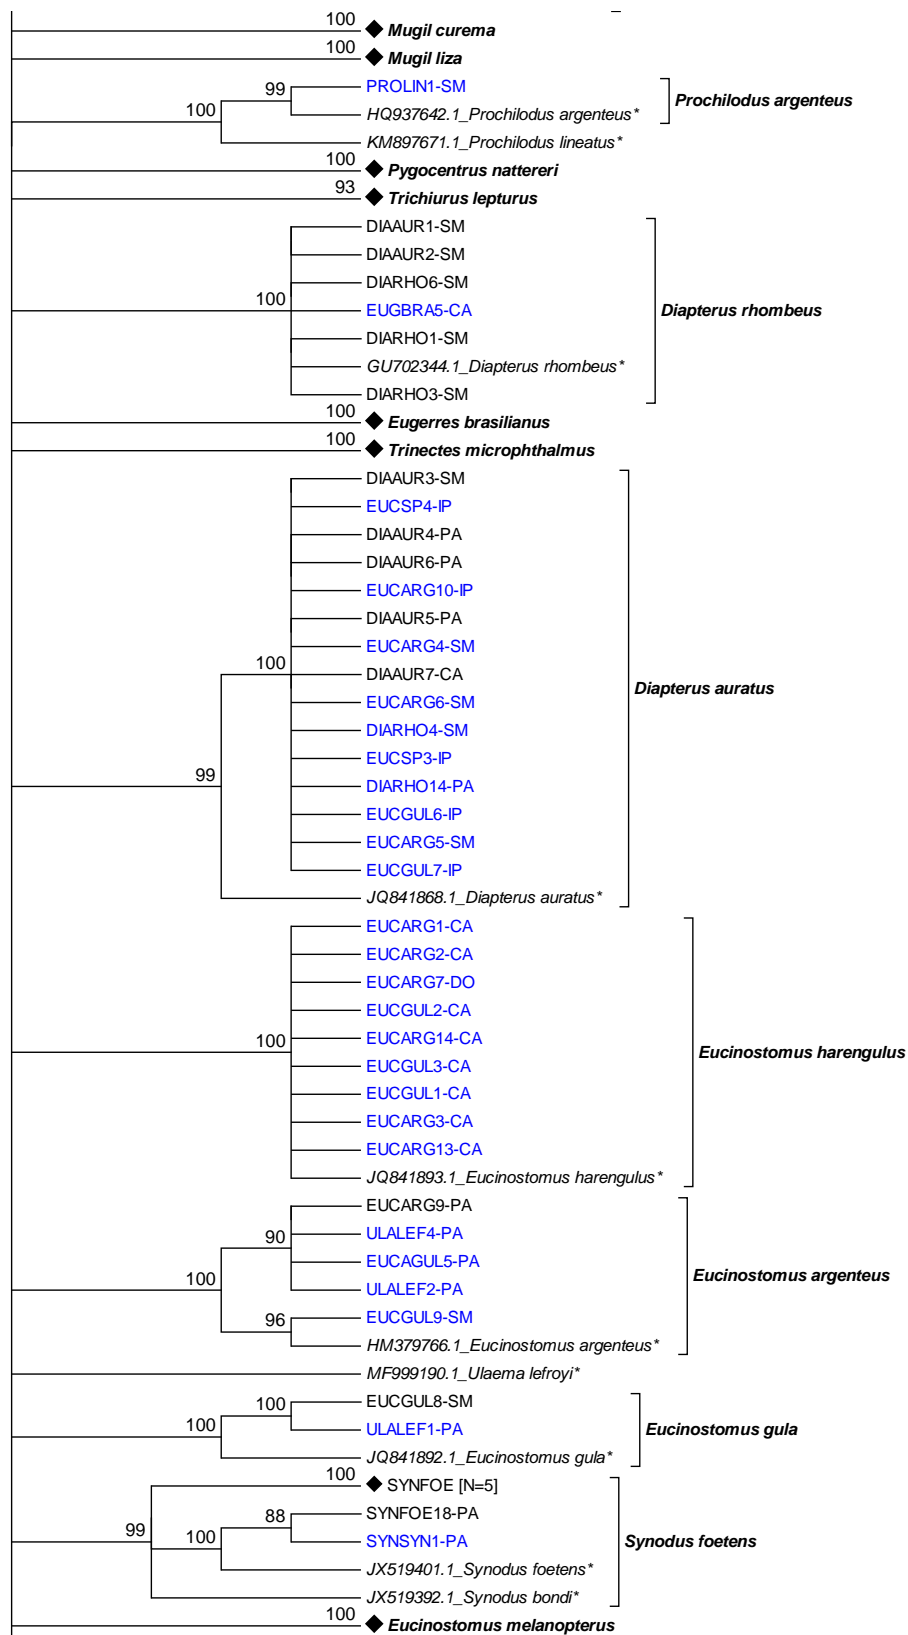 100 ◆ Mugil curema
100 ◆ Mugil liza
99 PROLIN1-SM
100 HQ937642.1_Prochilodus argenteus*
Prochilodus argenteus
KM897671.1_Prochilodus lineatus*
100 ◆ Pygocentrus nattereri
93 ◆ Trichiurus lepturus
DIAAUR1-SM
DIAAUR2-SM
DIARHO6-SM
100 EUGBRA5-CA
Diapterus rhombeus
DIARHO1-SM
GU702344.1_Diapterus rhombeus*
DIARHO3-SM
100 ◆ Eugerres brasilianus
100 ◆ Trinectes microphthalmus
DIAAUR3-SM
EUCSP4-IP
DIAAUR4-PA
DIAAUR6-PA
EUCARG10-IP
DIAAUR5-PA
EUCARG4-SM
100 DIAAUR7-CA
Diapterus auratus
EUCARG6-SM
DIARHO4-SM
EUCSP3-IP
99 DIARHO14-PA
EUCGUL6-IP
EUCARG5-SM
EUCGUL7-IP
JQ841868.1_Diapterus auratus*
EUCARG1-CA
EUCARG2-CA
EUCARG7-DO
EUCGUL2-CA
100 EUCARG14-CA
Eucinostomus harengulus
EUCGUL3-CA
EUCGUL1-CA
EUCARG3-CA
EUCARG13-CA
JQ841893.1_Eucinostomus harengulus*
EUCARG9-PA
90 ULALEF4-PA
EUCAGUL5-PA
100 ULALEF2-PA
Eucinostomus argenteus
96 EUCGUL9-SM
HM379766.1_Eucinostomus argenteus*
MF999190.1_Ulaema lefroyi*
100 EUCGUL8-SM
100 ULALEF1-PA
Eucinostomus gula
JQ841892.1_Eucinostomus gula*
100 ◆ SYNFOE [N=5]
88 SYNFOE18-PA
99 100 SYNSYN1-PA
Synodus foetens
JX519401.1_Synodus foetens*
JX519392.1_Synodus bondi*
100 ◆ Eucinostomus melanopterus